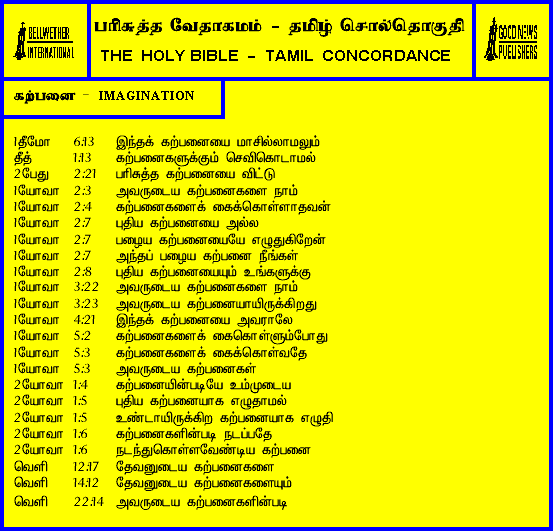 BELLWETHER
INTERNATIONAL
பரிசுத்த வேதாகமம் - தமிழ் சொல்தொகுதி
THE HOLY BIBLE - TAMIL CONCORDANCE
GOOD NEWS
PUBLISHERS
கற்பனை - IMAGINATION
1தீமோ 6:13 இந்தக் கற்பனையை மாசில்லாமலும்
தீத் 1:13 கற்பனைகளுக்கும் செவிகொடாமல்
2பேது 2:21 பரிசுத்த கற்பனையை விட்டு
1யோவா 2:3 அவருடைய கற்பனைகளை நாம்
1யோவா 2:4 கற்பனைகளைக் கைக்கொள்ளாதவன்
1யோவா 2:7 புதிய கற்பனையை அல்ல
1யோவா 2:7 பழைய கற்பனையையே எழுதுகிறேன்
1யோவா 2:7 அந்தப் பழைய கற்பனை நீங்கள்
1யோவா 2:8 புதிய கற்பனையையும் உங்களுக்கு
1யோவா 3:22 அவருடைய கற்பனைகளை நாம்
1யோவா 3:23 அவருடைய கற்பனையாயிருக்கிறது
1யோவா 4:21 இந்தக் கற்பனையை அவராலே
1யோவா 5:2 கற்பனைகளைக் கைகொள்ளும்போது
1யோவா 5:3 கற்பனைகளைக் கைக்கொள்வதே
1யோவா 5:3 அவருடைய கற்பனைகள்
2யோவா 1:4 கற்பனையின்படியே உம்முடைய
2யோவா 1:5 புதிய கற்பனையாக எழுதாமல்
2யோவா 1:5 உண்டாயிருக்கிற கற்பனையாக எழுதி
2யோவா 1:6 கற்பனைகளின்படி நடப்பதே
2யோவா 1:6 நடந்துகொள்ளவேண்டிய கற்பனை
வெளி 12:17 தேவனுடைய கற்பனைகளை
வெளி 14:12 தேவனுடைய கற்பனைகளையும்
வெளி 22:14 அவருடைய கற்பனைகளின்படி